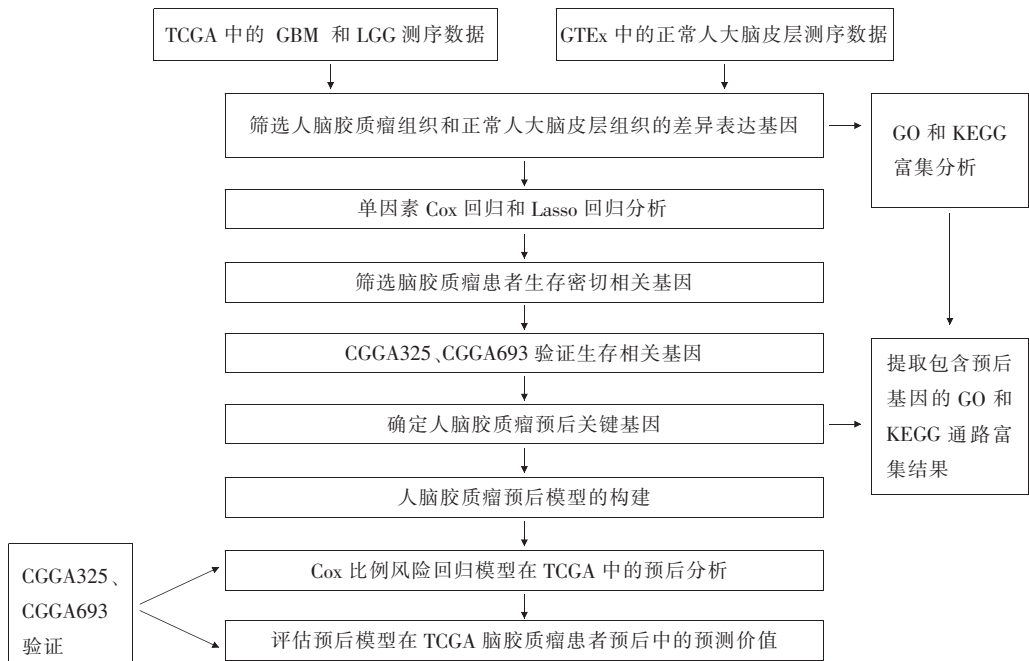 TCGA 中的 GBM 和 LGG 测序数据
GTEx 中的正常人大脑皮层测序数据
筛选人脑胶质瘤组织和正常人大脑皮层组织的差异表达基因
GO 和 KEGG
富集分析
单因素 Cox 回归和 Lasso 回归分析
筛选脑胶质瘤患者生存密切相关基因
CGGA325、CGGA693 验证生存相关基因
确定人脑胶质瘤预后关键基因
提取包含预后
基因的 GO 和
KEGG 通路富
集结果
人脑胶质瘤预后模型的构建
CGGA325、
CGGA693
验证
Cox 比例风险回归模型在 TCGA 中的预后分析
评估预后模型在 TCGA 脑胶质瘤患者预后中的预测价值